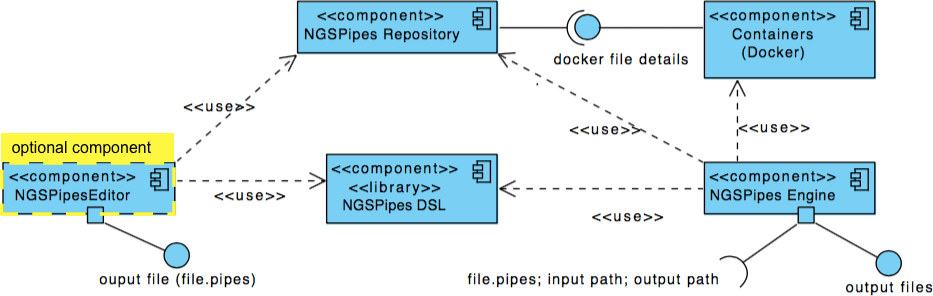 <<component>>
NGSPipes Repository
<<component>>
Containers
(Docker)
docker file details
<<use>>
<<use>>
<<use>>
optional component
<<component>>
NGSPipesEditor
<<use>>
<<component>>
<<library>>
NGSPipes DSL
<<use>>
<<component>>
NGSPipes Engine
ouput file (file.pipes)
file.pipes; input path; output path
output files